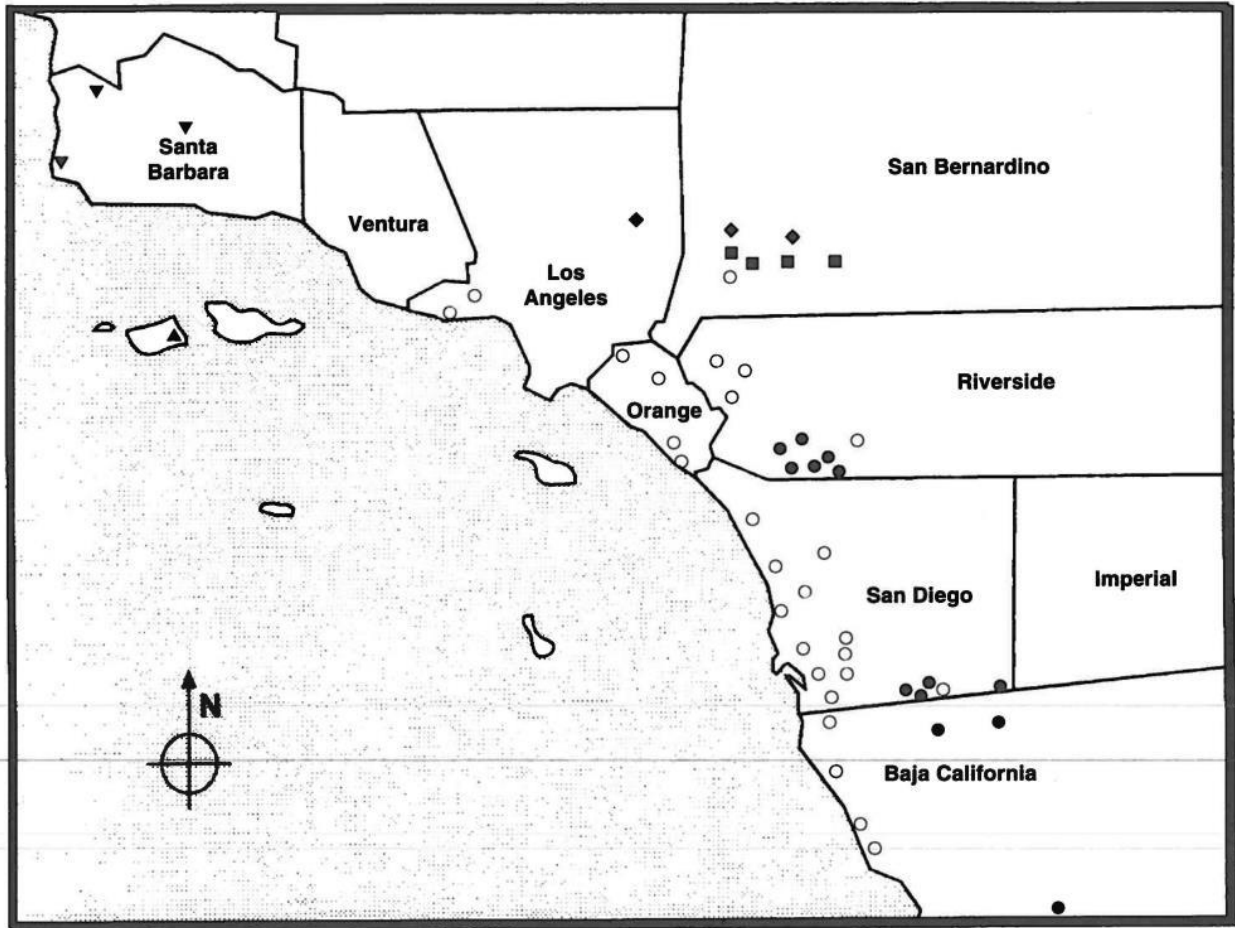 Santa
Barbara
San Bernardino
Ventura
Los
Angeles
Riverside
Orange
Imperial
San Diego
N
Baja California